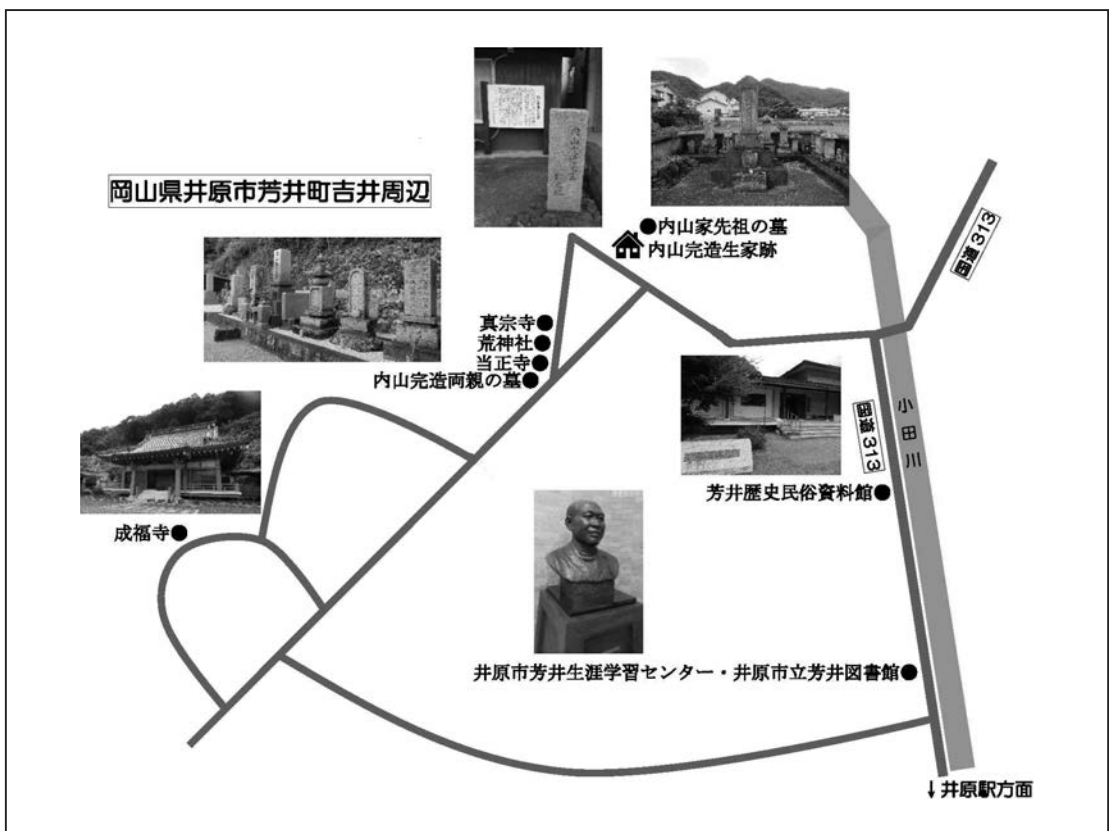 岡山県井原市芳井町吉井周辺
●内山家先祖の墓
内山完造生家跡
国道313
真宗寺●
荒神社●
当正寺●
内山完造両親の墓●
国道313
小田川
芳井歴史民俗資料館●
成福寺●
井原市芳井生涯学習センター・井原市立芳井図書館●
↓井原駅方面